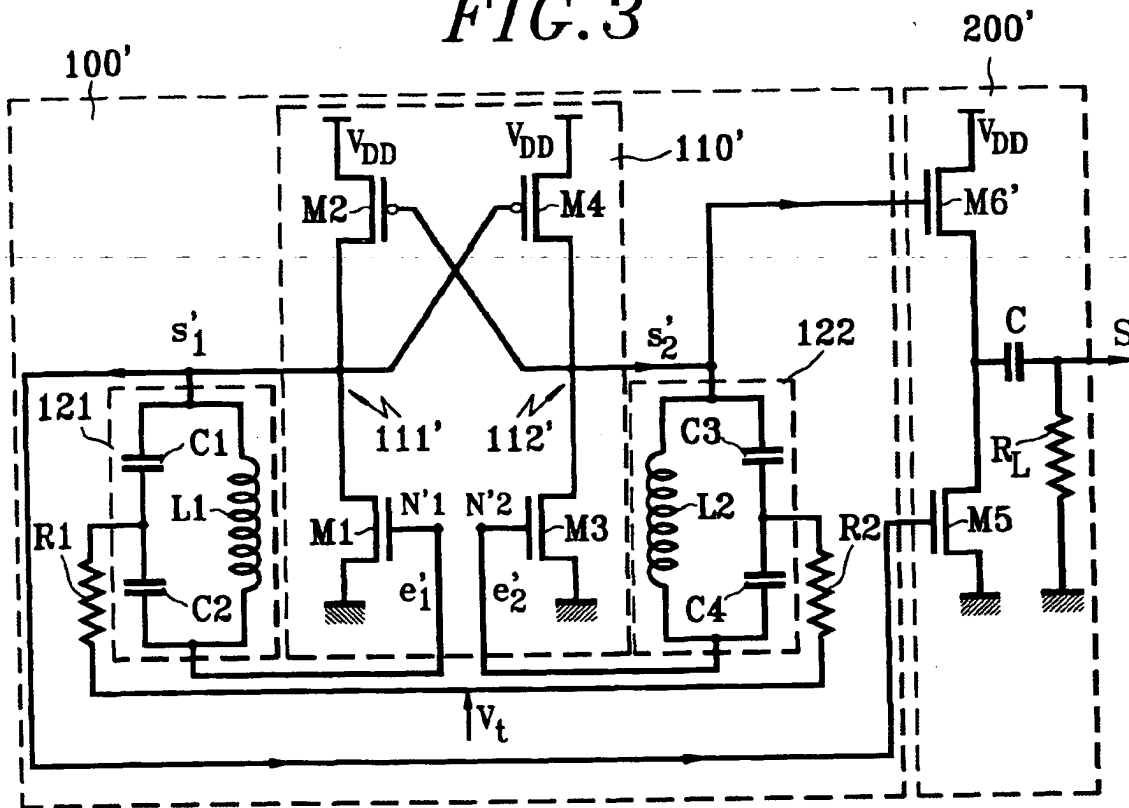 FIG. 3
100'
200'
V_DD
V_DD
110'
V_DD
M2
M4
M6'
s'1
s'2
122
C
S
121
111'
112'
C1
C3
R_L
L1
N'1
N'2
L2
R1
M1
M3
R2
M5
C2
e'1
e'2
C4
V_t